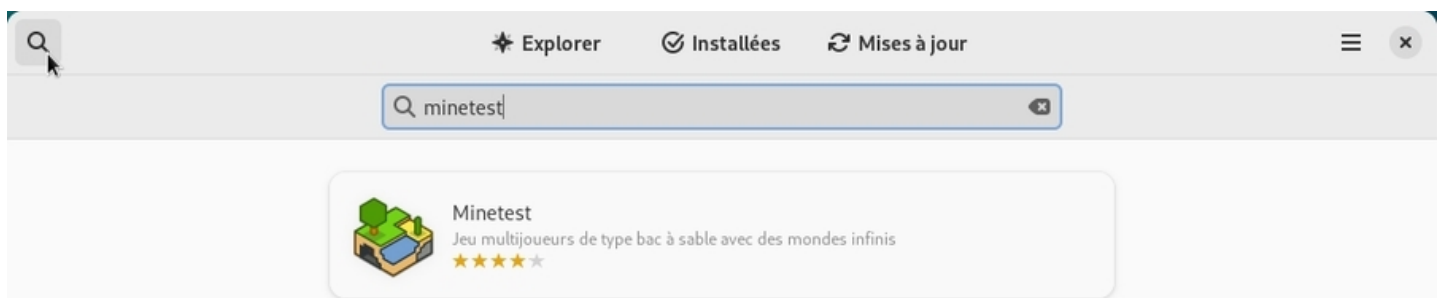 Explorer Installées Mises à jour
minetest
Minetest
Jeu multijoueurs de type bac à sable avec des mondes infinis